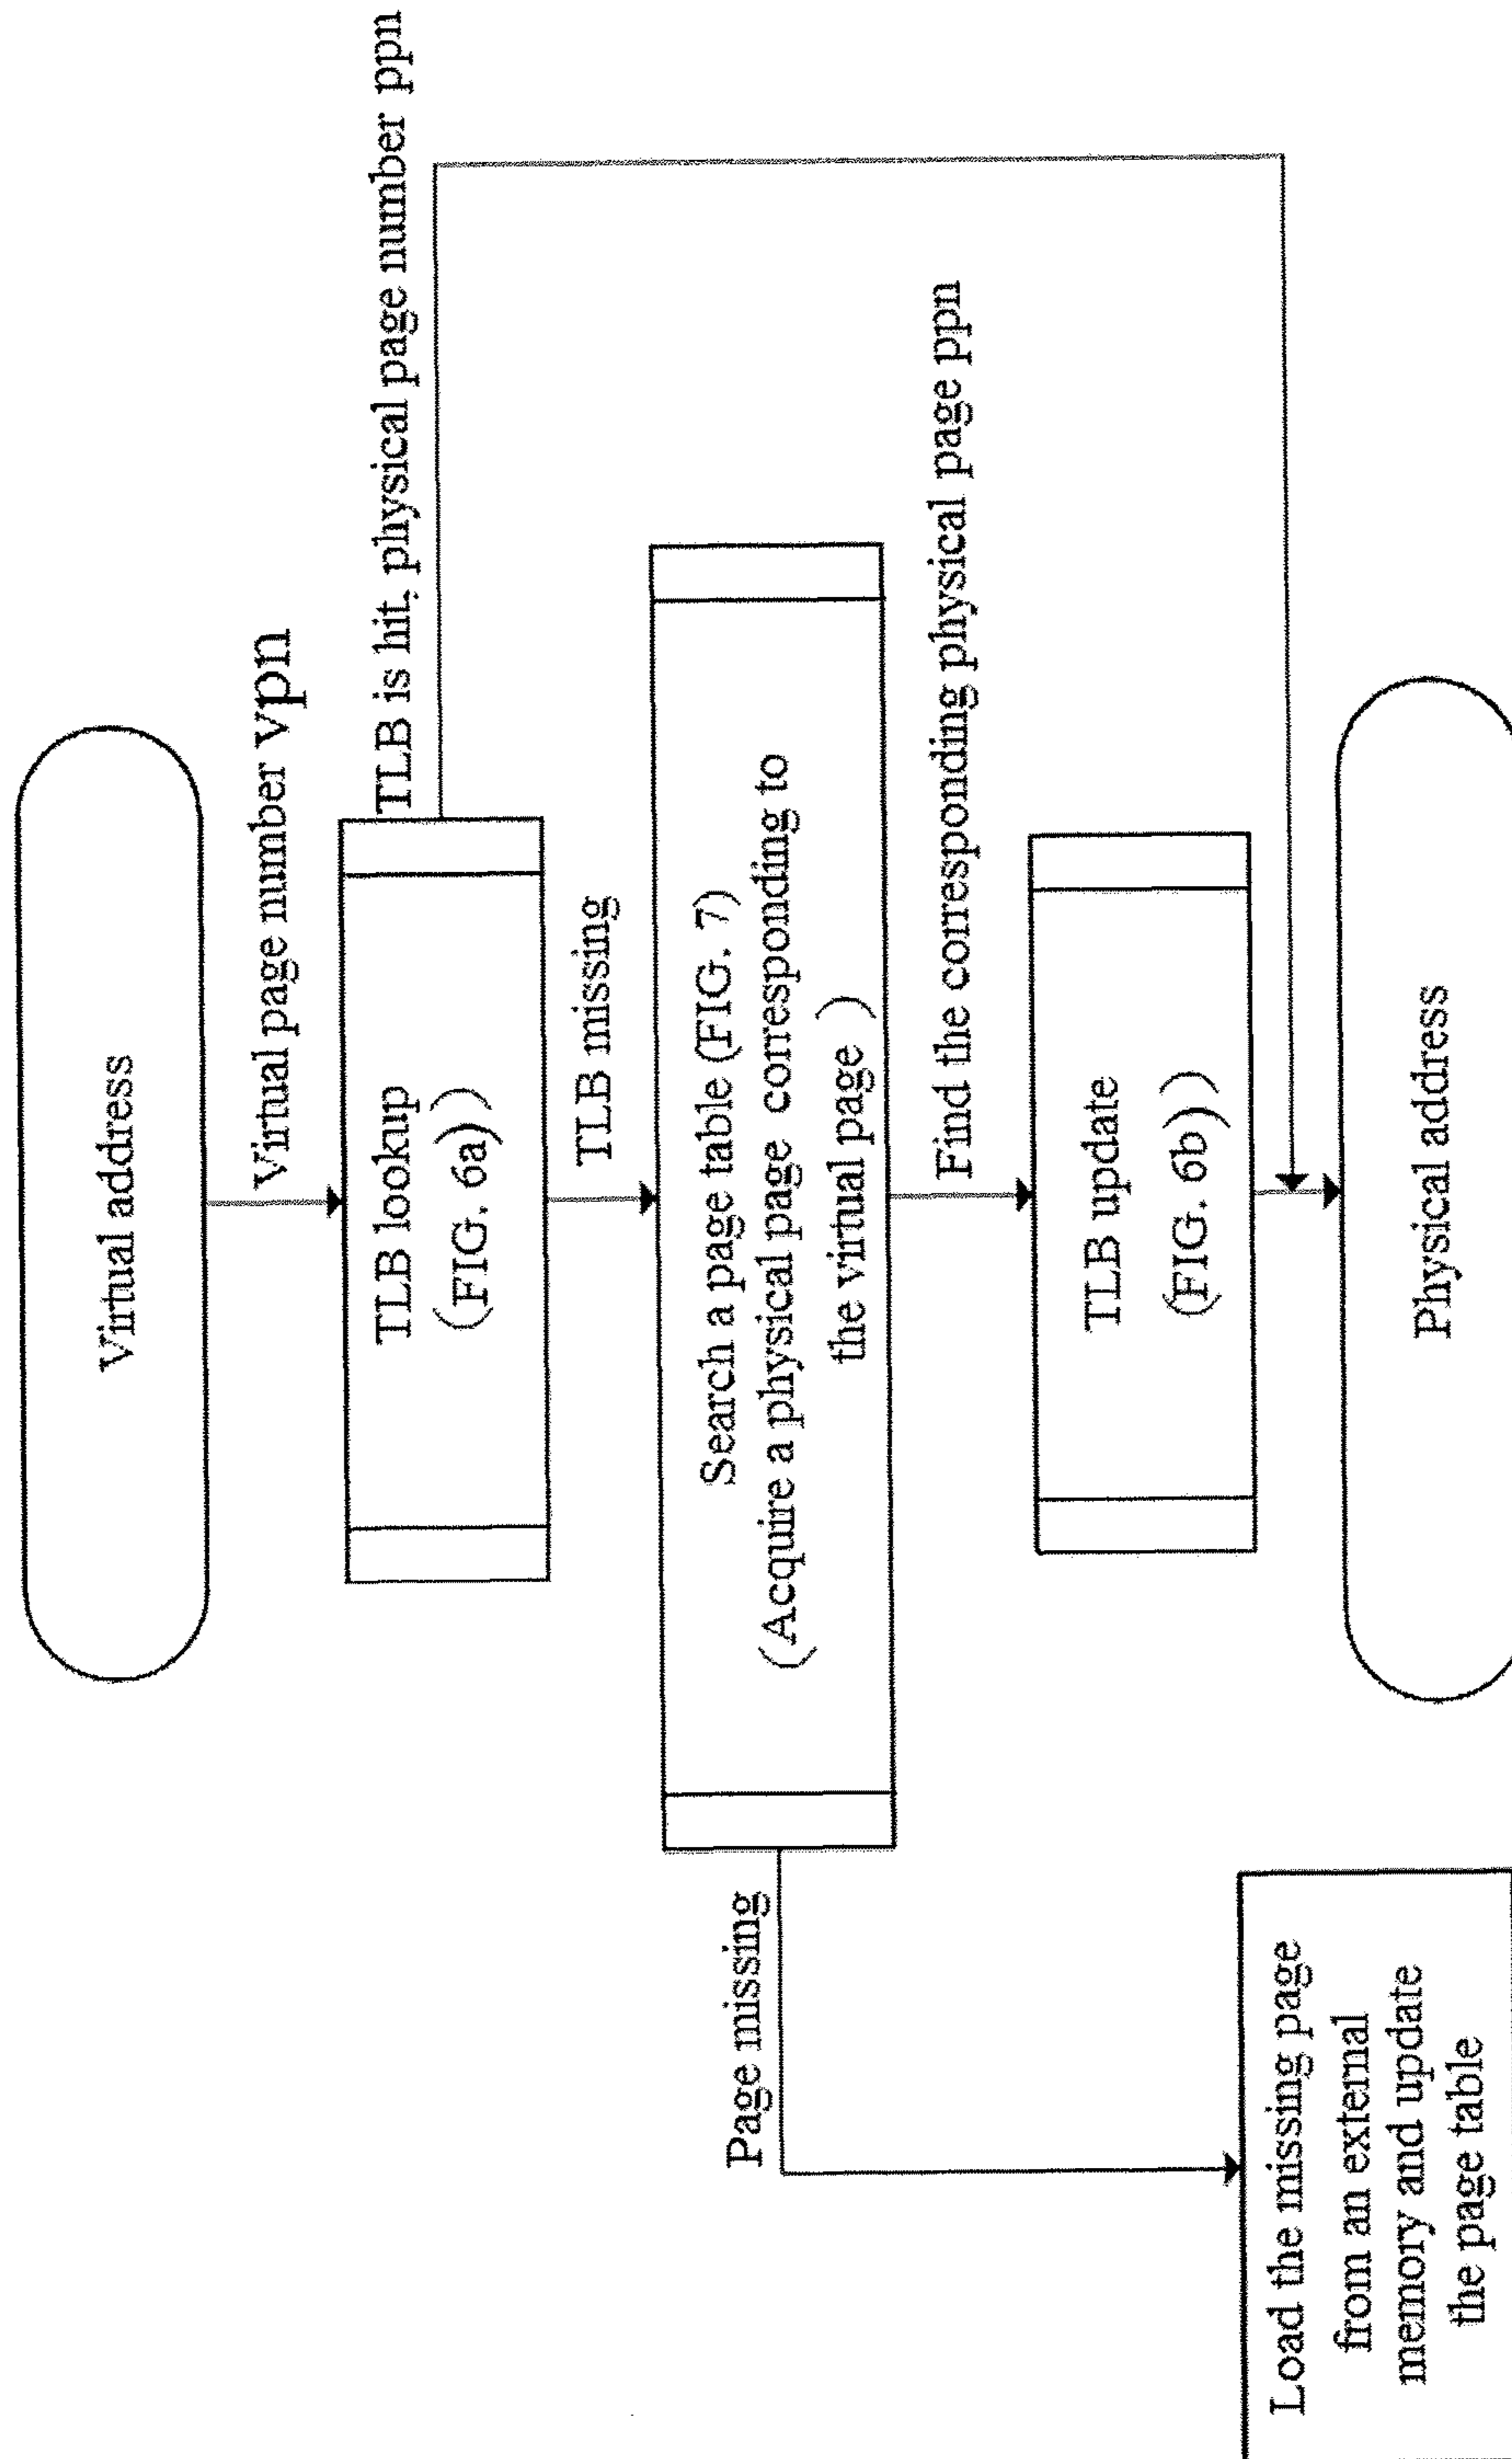 Virtual address
Virtual page number vpn
TLB lookup
(FIG. 6a))
TLB is hit, physical page number ppn
TLB missing
Search a page table (FIG. 7)
(Acquire a physical page corresponding to
the virtual page )
Page missing
Find the corresponding physical page ppn
TLB update
(FIG. 6b))
Load the missing page
from an external
memory and update
the page table
Physical address